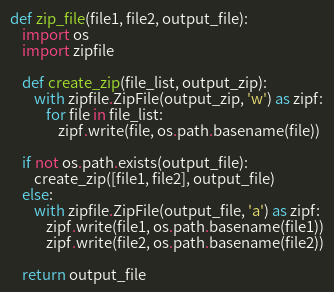 def zip_file(file1, file2, output_file):
    import os
    import zipfile

    def create_zip(file_list, output_zip):
        with zipfile.ZipFile(output_zip, 'w') as zipf:
            for file in file_list:
                zipf.write(file, os.path.basename(file))

    if not os.path.exists(output_file):
        create_zip([file1, file2], output_file)
    else:
        with zipfile.ZipFile(output_file, 'a') as zipf:
            zipf.write(file1, os.path.basename(file1))
            zipf.write(file2, os.path.basename(file2))

    return output_file